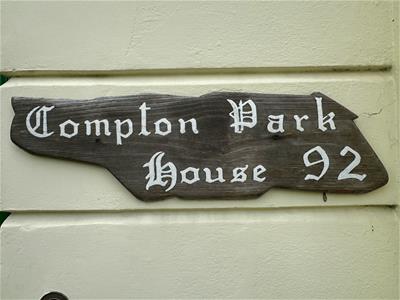 Compton Park
House 92